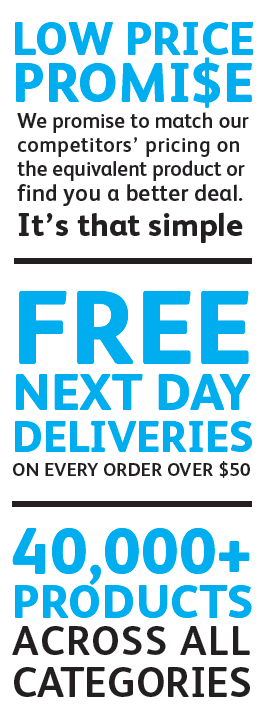 LOW PRICE
PROMI$E
We promise to match our
competitors’ pricing on
the equivalent product or
find you a better deal.
It’s that simple
FREE
NEXT DAY
DELIVERIES
ON EVERY ORDER OVER $50
40,000+
PRODUCTS
ACROSS ALL
CATEGORIES